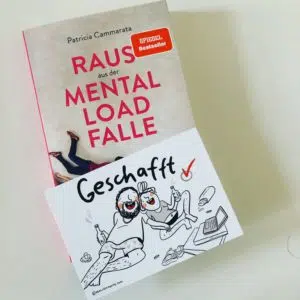 Patricia Cammarata
RAUS
aus der
MENTAL
LOAD
FALLE
SPIEGEL
Bestseller
Geschafft